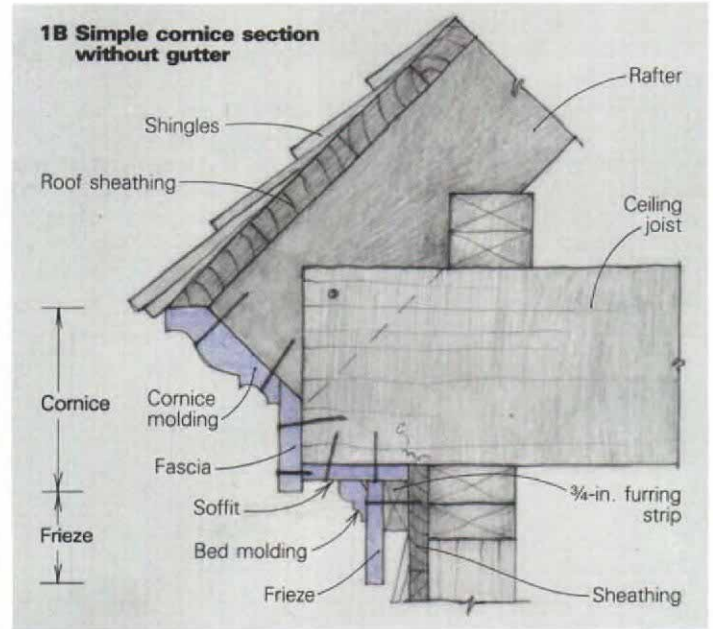 1B Simple cornice section
without gutter
Rafter
Shingles
Roof sheathing
Ceiling
joist
Cornice
Cornice
molding
Fascia
Soffit
¾-in. furring
strip
Frieze
Bed molding
Frieze
Sheathing